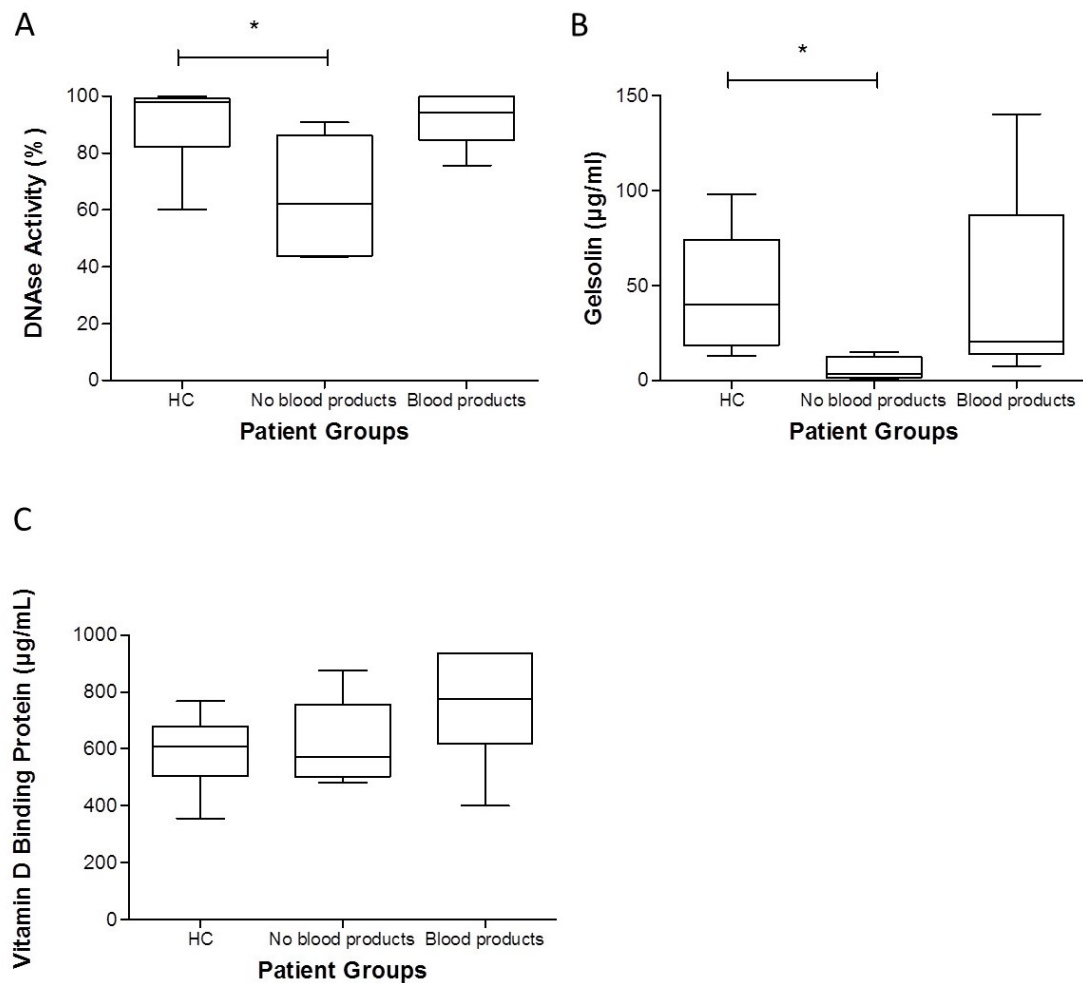 A
*
DNAse Activity (%)
100
80
60
40
20
0
HC
No blood products
Blood products
Patient Groups
B
*
Gelsolin (µg/ml)
150
100
50
0
HC
No blood products
Blood products
Patient Groups
C
Vitamin D Binding Protein (µg/mL)
1000
800
600
400
200
0
HC
No blood products
Blood products
Patient Groups